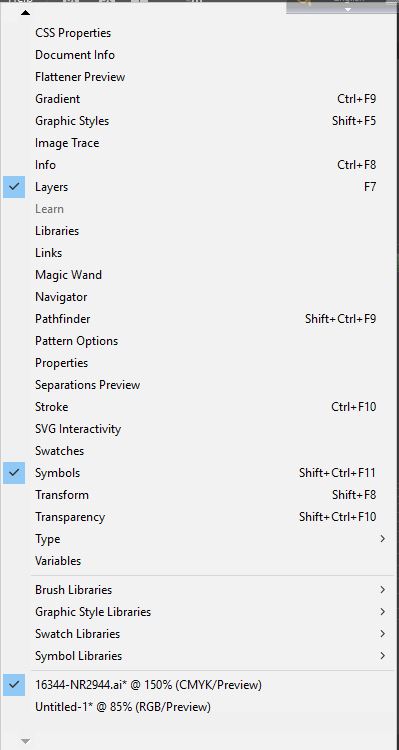 CSS Properties
Document Info
Flattener Preview
Gradient Ctrl+F9
Graphic Styles Shift+F5
Image Trace
Info Ctrl+F8
Layers F7
Learn
Libraries
Links
Magic Wand
Navigator
Pathfinder Shift+Ctrl+F9
Pattern Options
Properties
Separations Preview
Stroke Ctrl+F10
SVG Interactivity
Swatches
Symbols Shift+Ctrl+F11
Transform Shift+F8
Transparency Shift+Ctrl+F10
Type
Variables
Brush Libraries
Graphic Style Libraries
Swatch Libraries
Symbol Libraries
16344-NR2944.ai* @ 150% (CMYK/Preview)
Untitled-1* @ 85% (RGB/Preview)